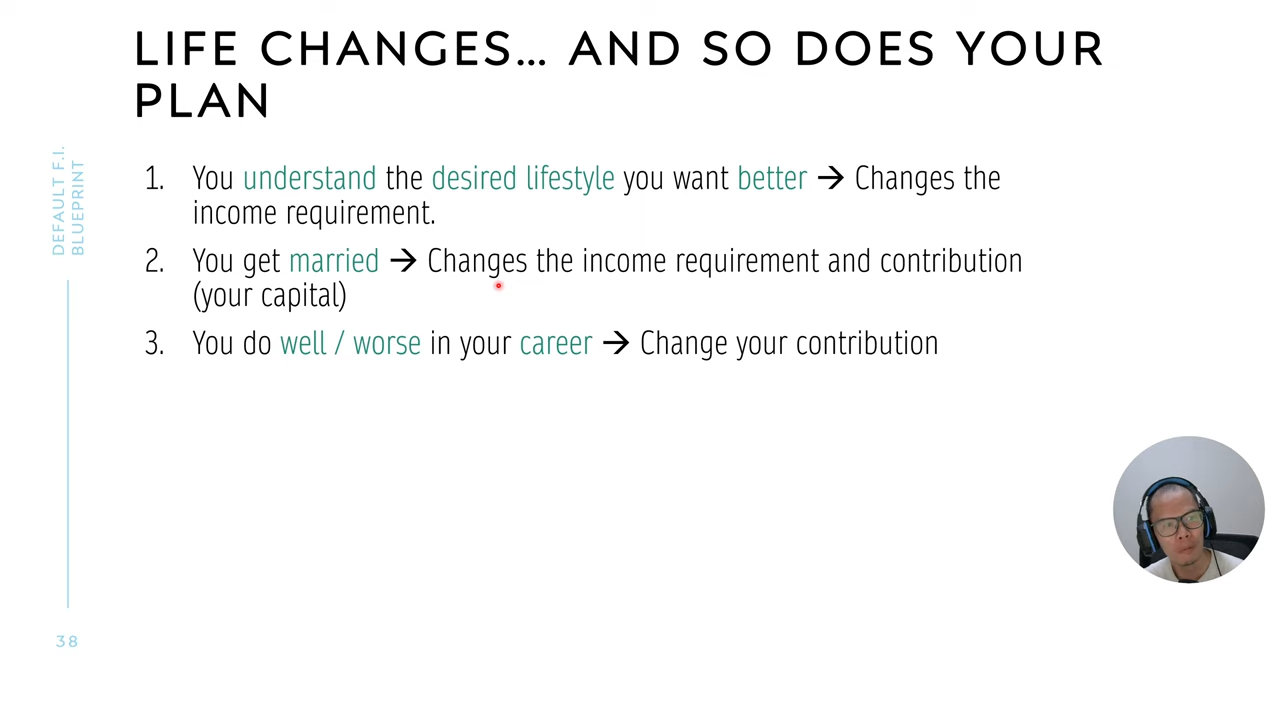 LIFE CHANGES... AND SO DOES YOUR
PLAN
DEFAULT F.I.
BLUEPRINT
1. You understand the desired lifestyle you want better → Changes the
income requirement.
2. You get married → Changes the income requirement and contribution
(your capital)
3. You do well / worse in your career → Change your contribution
38